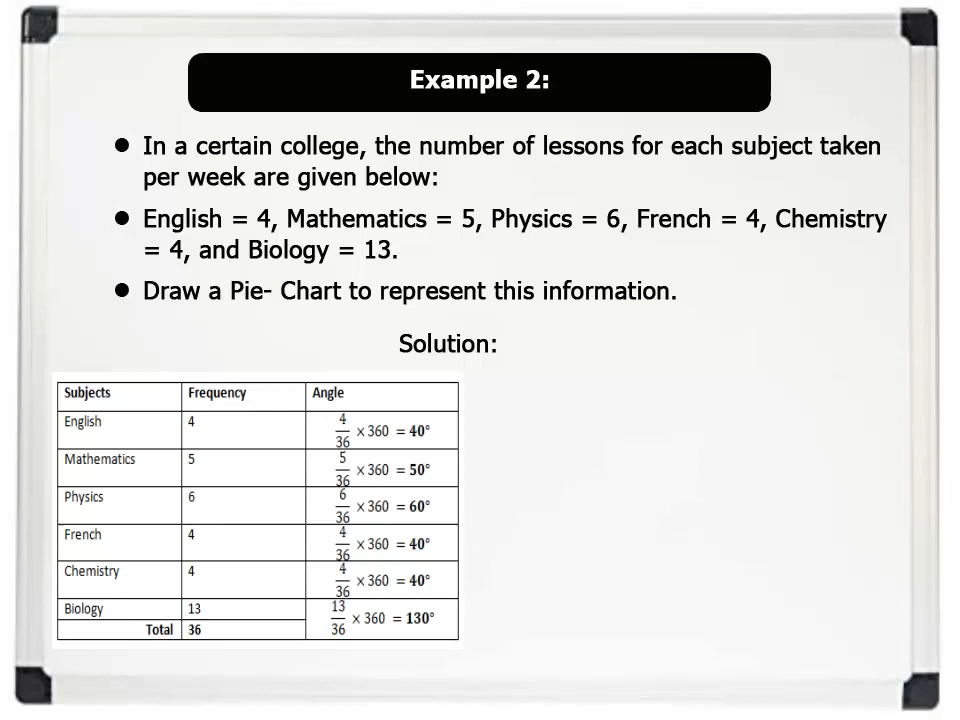 Example 2:
● In a certain college, the number of lessons for each subject taken
per week are given below:
● English = 4, Mathematics = 5, Physics = 6, French = 4, Chemistry
= 4, and Biology = 13.
● Draw a Pie- Chart to represent this information.
Solution:
Subjects Frequency Angle
English 4 4/36 × 360 = 40°
Mathematics 5 5/36 × 360 = 50°
Physics 6 6/36 × 360 = 60°
French 4 4/36 × 360 = 40°
Chemistry 4 4/36 × 360 = 40°
Biology 13 13/36 × 360 = 130°
Total 36